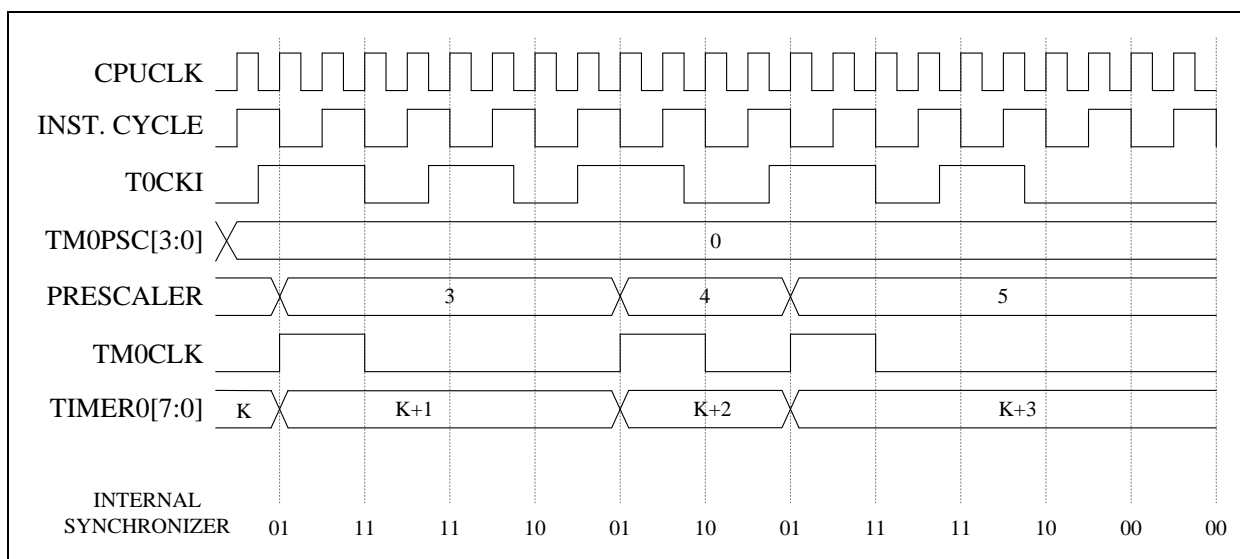 CPUCLK
INST. CYCLE
T0CKI
TM0PSC[3:0] 0
PRESCALER 3 4 5
TM0CLK
TIMER0[7:0] K K+1 K+2 K+3
INTERNAL
SYNCHRONIZER 01 11 11 10 01 10 01 11 11 10 00 00